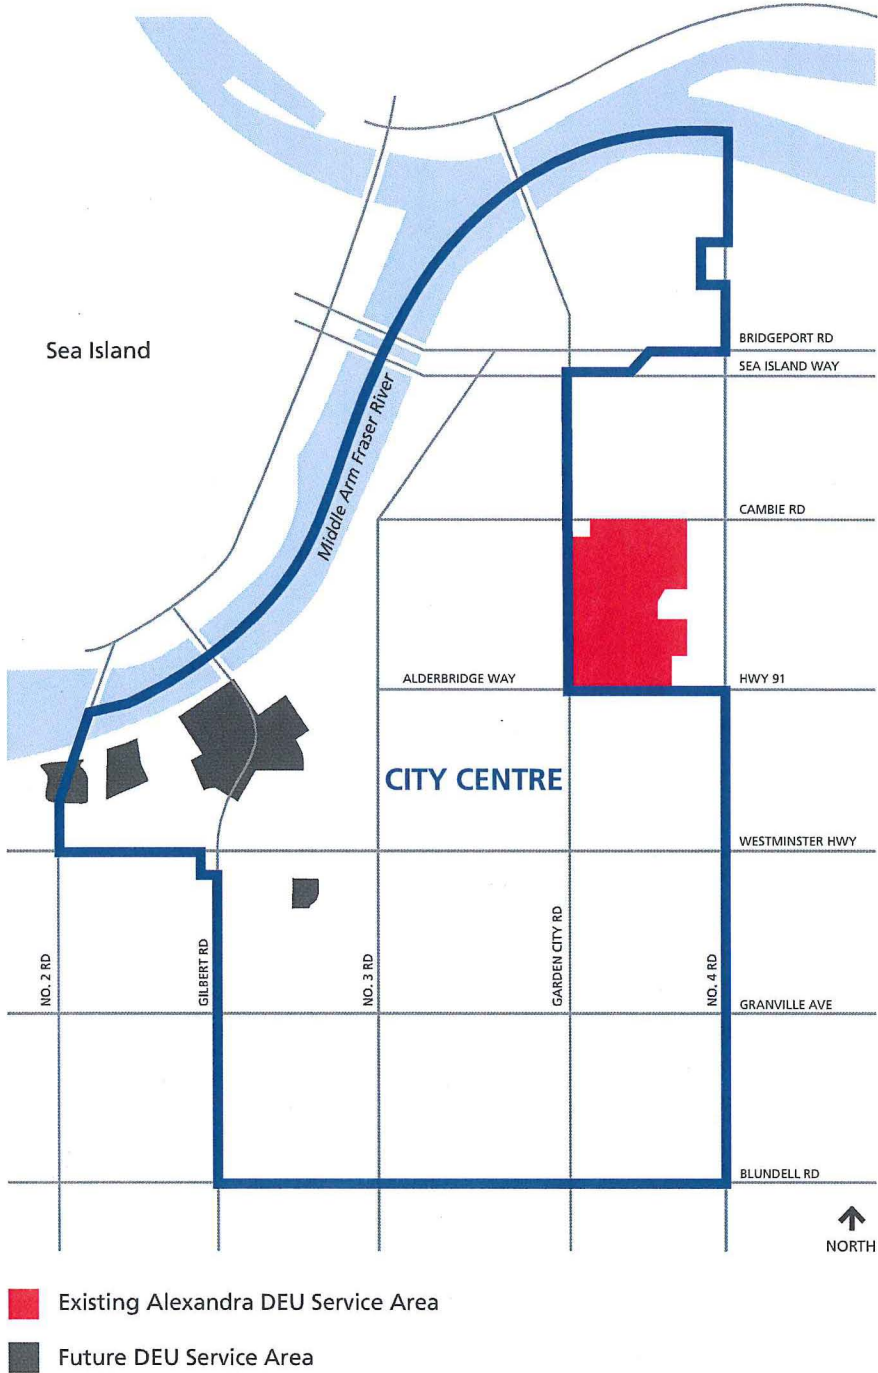 BRIDGEPORT RD
Sea Island
SEA ISLAND WAY
Middle Arm Fraser River
CAMBIE RD
ALDERBRIDGE WAY
HWY 91
CITY CENTRE
WESTMINSTER HWY
NO. 2 RD
GILBERT RD
NO. 3 RD
GARDEN CITY RD
NO. 4 RD
GRANVILLE AVE
BLUNDELL RD
NORTH
Existing Alexandra DEU Service Area
Future DEU Service Area